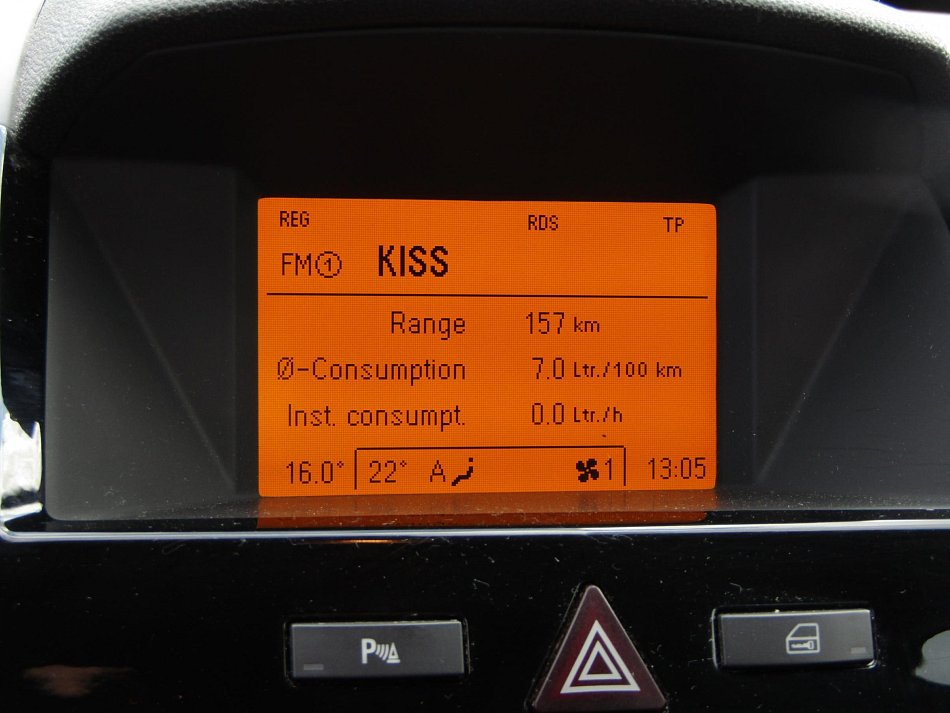 REG RDS TP
FM① KISS
Range 157 km
Ø-Consumption 7.0 Ltr./100 km
Inst. consumpt. 0.0 Ltr./h
16.0° 22° A 1 13:05
P